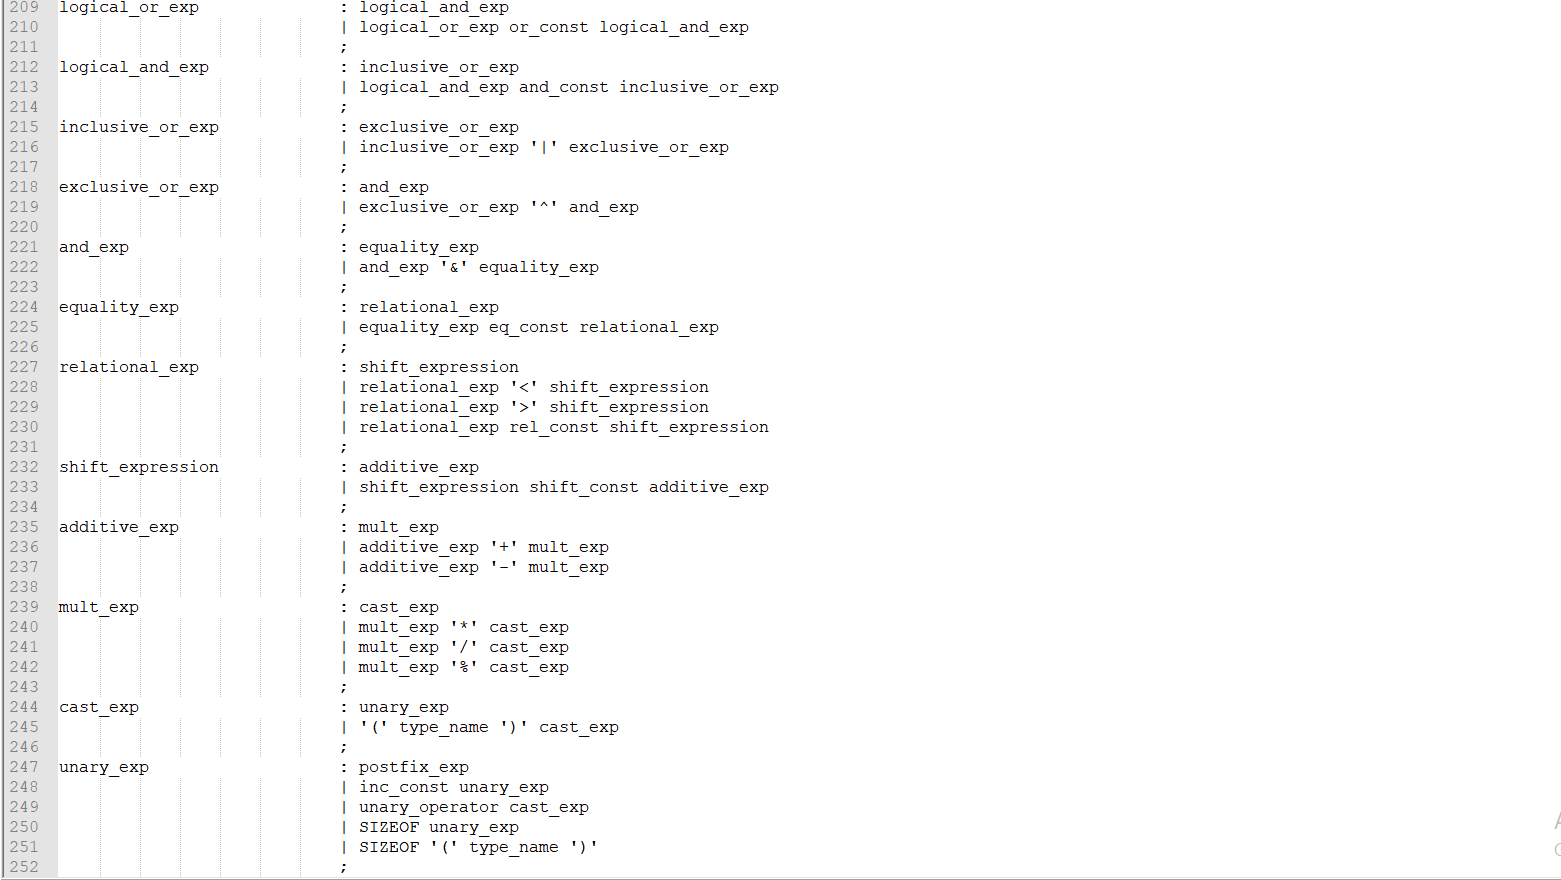 209 logical_or_exp : logical_and_exp
210 | logical_or_exp or_const logical_and_exp
211 ;
212 logical_and_exp : inclusive_or_exp
213 | logical_and_exp and_const inclusive_or_exp
214 ;
215 inclusive_or_exp : exclusive_or_exp
216 | inclusive_or_exp '|' exclusive_or_exp
217 ;
218 exclusive_or_exp : and_exp
219 | exclusive_or_exp '^' and_exp
220 ;
221 and_exp : equality_exp
222 | and_exp '&' equality_exp
223 ;
224 equality_exp : relational_exp
225 | equality_exp eq_const relational_exp
226 ;
227 relational_exp : shift_expression
228 | relational_exp '<' shift_expression
229 | relational_exp '>' shift_expression
230 | relational_exp rel_const shift_expression
231 ;
232 shift_expression : additive_exp
233 | shift_expression shift_const additive_exp
234 ;
235 additive_exp : mult_exp
236 | additive_exp '+' mult_exp
237 | additive_exp '-' mult_exp
238 ;
239 mult_exp : cast_exp
240 | mult_exp '*' cast_exp
241 | mult_exp '/' cast_exp
242 | mult_exp '%' cast_exp
243 ;
244 cast_exp : unary_exp
245 | '(' type_name ')' cast_exp
246 ;
247 unary_exp : postfix_exp
248 | inc_const unary_exp
249 | unary_operator cast_exp
250 | SIZEOF unary_exp
251 | SIZEOF '(' type_name ')'
252 ;